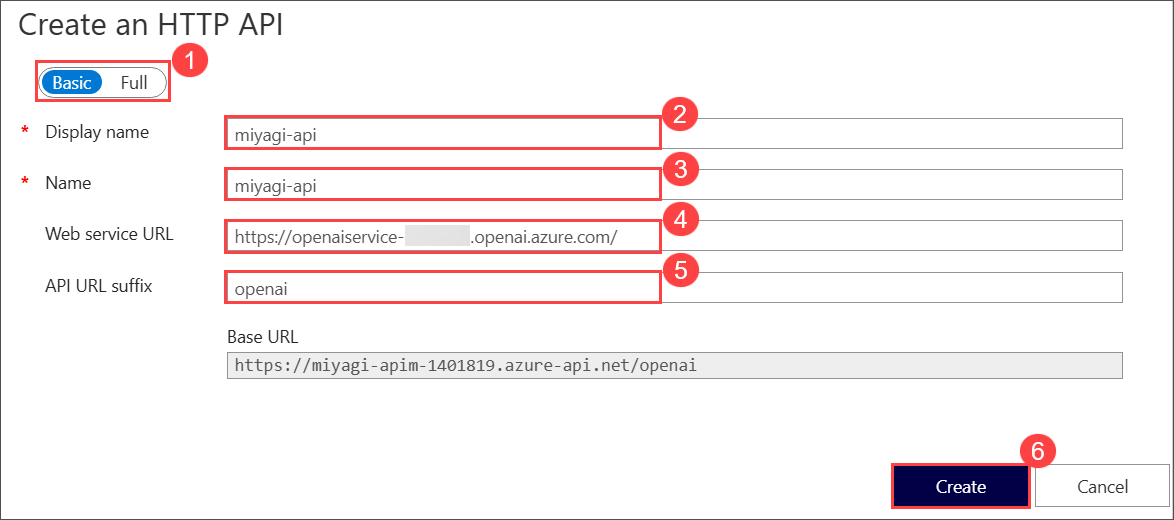 Create an HTTP API
1
Basic Full
* Display name miyagi-api 2
* Name miyagi-api 3
Web service URL https://openaiservice- .openai.azure.com/ 4
API URL suffix openai 5
Base URL
https://miyagi-apim-1401819.azure-api.net/openai
6
Create Cancel